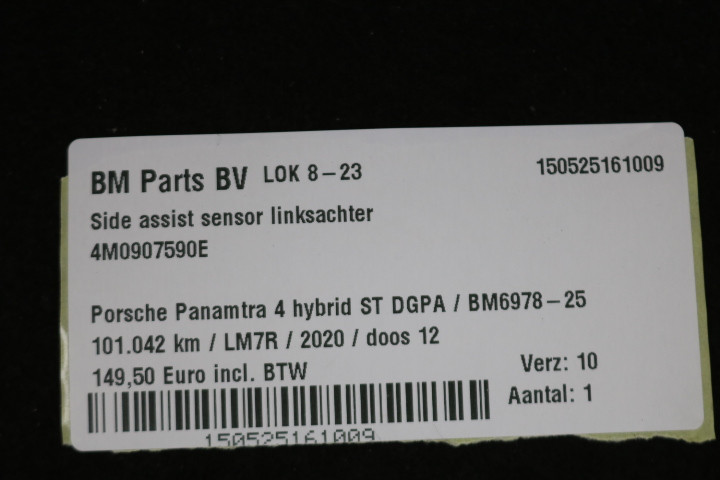 BM Parts BV LOK 8-23 150525161009
Side assist sensor linksachter
4M0907590E
Porsche Panamtra 4 hybrid ST DGPA / BM6978-25
101.042 km / LM7R / 2020 / doos 12
149,50 Euro incl. BTW Verz: 10
Aantal: 1
150525161009